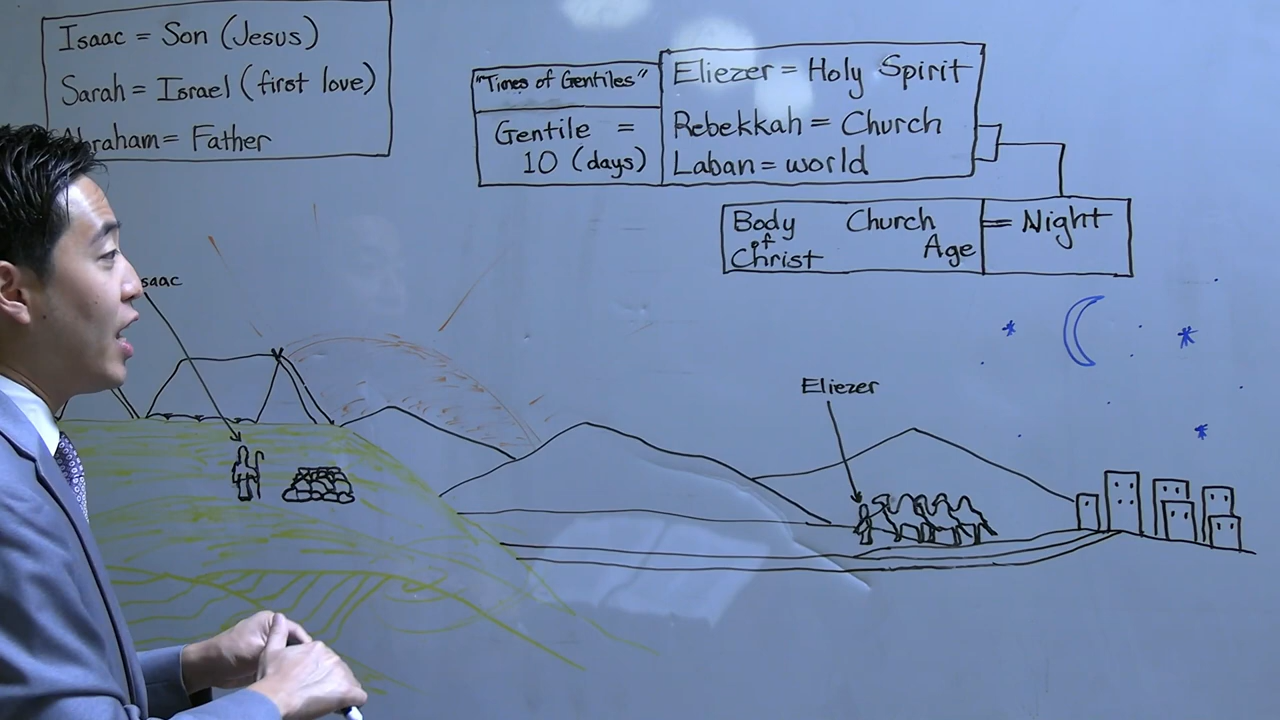 Isaac = Son (Jesus)
Sarah = Israel (first love)
braham = Father
"Times of Gentiles"
Gentile =
10 (days)
Eliezer = Holy Spirit
Rebekkah = Church
Laban = world
Body of Christ
Church Age
= Night
saac
Eliezer